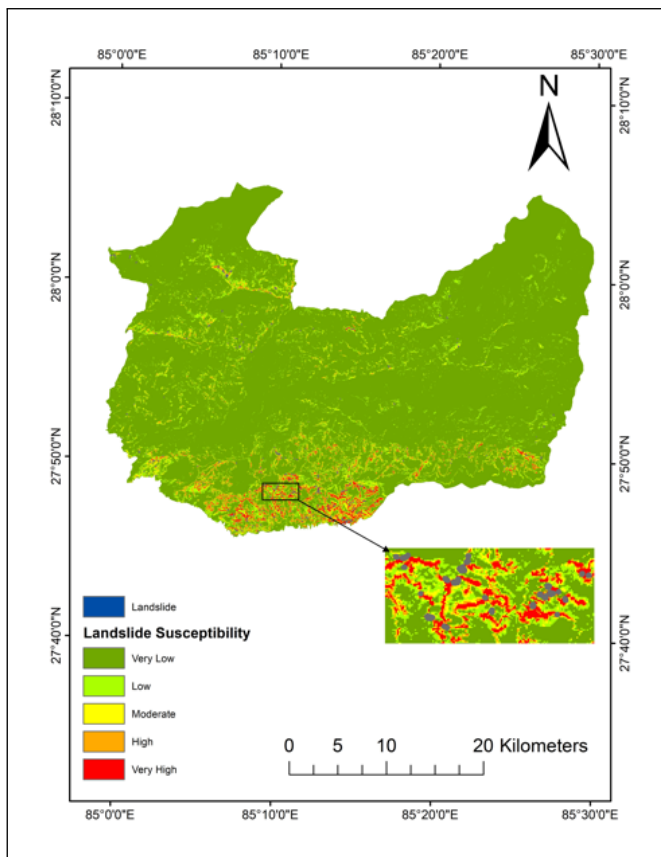 85°0'0"E 85°10'0"E 85°20'0"E 85°30'0"E
28°10'0"N 28°10'0"N
N
28°0'0"N 28°0'0"N
27°50'0"N 27°50'0"N
27°40'0"N 27°40'0"N
Landslide
Landslide Susceptibility
Very Low
Low
Moderate
High
Very High
0 5 10 20 Kilometers
85°0'0"E 85°10'0"E 85°20'0"E 85°30'0"E